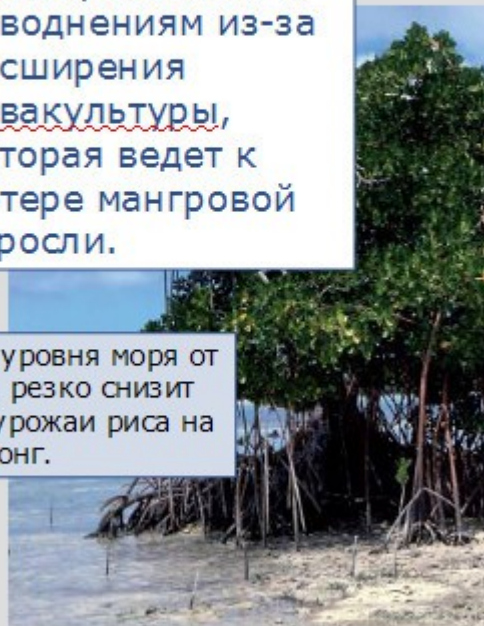 воднениям из-за
сширения
вакультуры,
торая ведет к
тере мангровой
росли.
уровня моря от
резко снизит
урожаи риса на
онг.